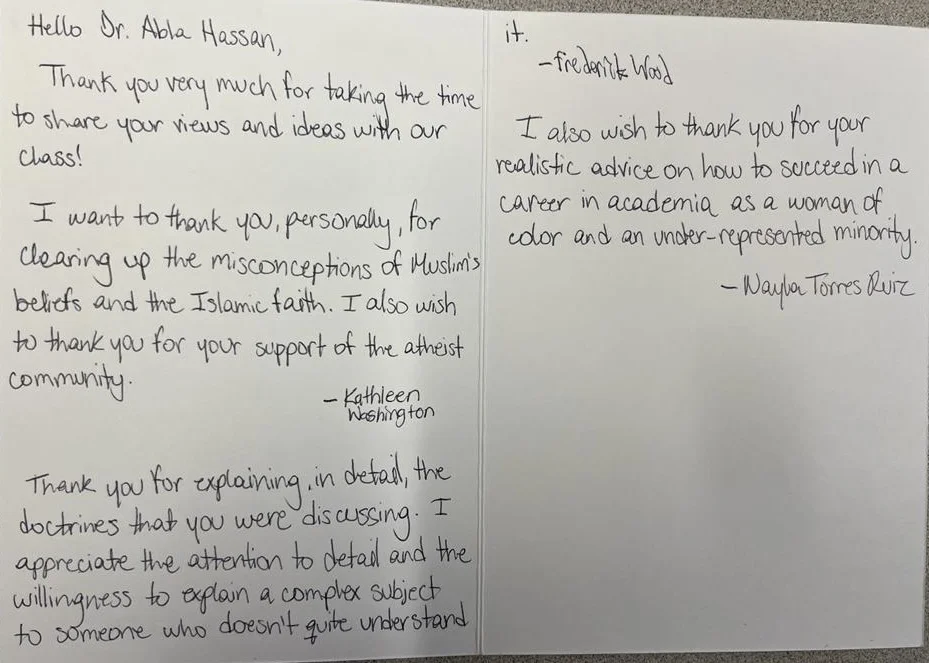 Hello Dr. Abla Hassan,
Thank you very much for taking the time
to share your views and ideas with our
class!
I want to thank you, personally, for
clearing up the misconceptions of Muslim's
beliefs and the Islamic faith. I also wish
to thank you for your support of the atheist
community.
- Kathleen
Washington
Thank you for explaining, in detail, the
doctrines that you were discussing. I
appreciate the attention to detail and the
willingness to explain a complex subject
to someone who doesn't quite understand
it.
- Frederick Wood
I also wish to thank you for your
realistic advice on how to succeed in a
career in academia as a woman of
color and an under-represented minority.
- Nayba Torres Ruiz